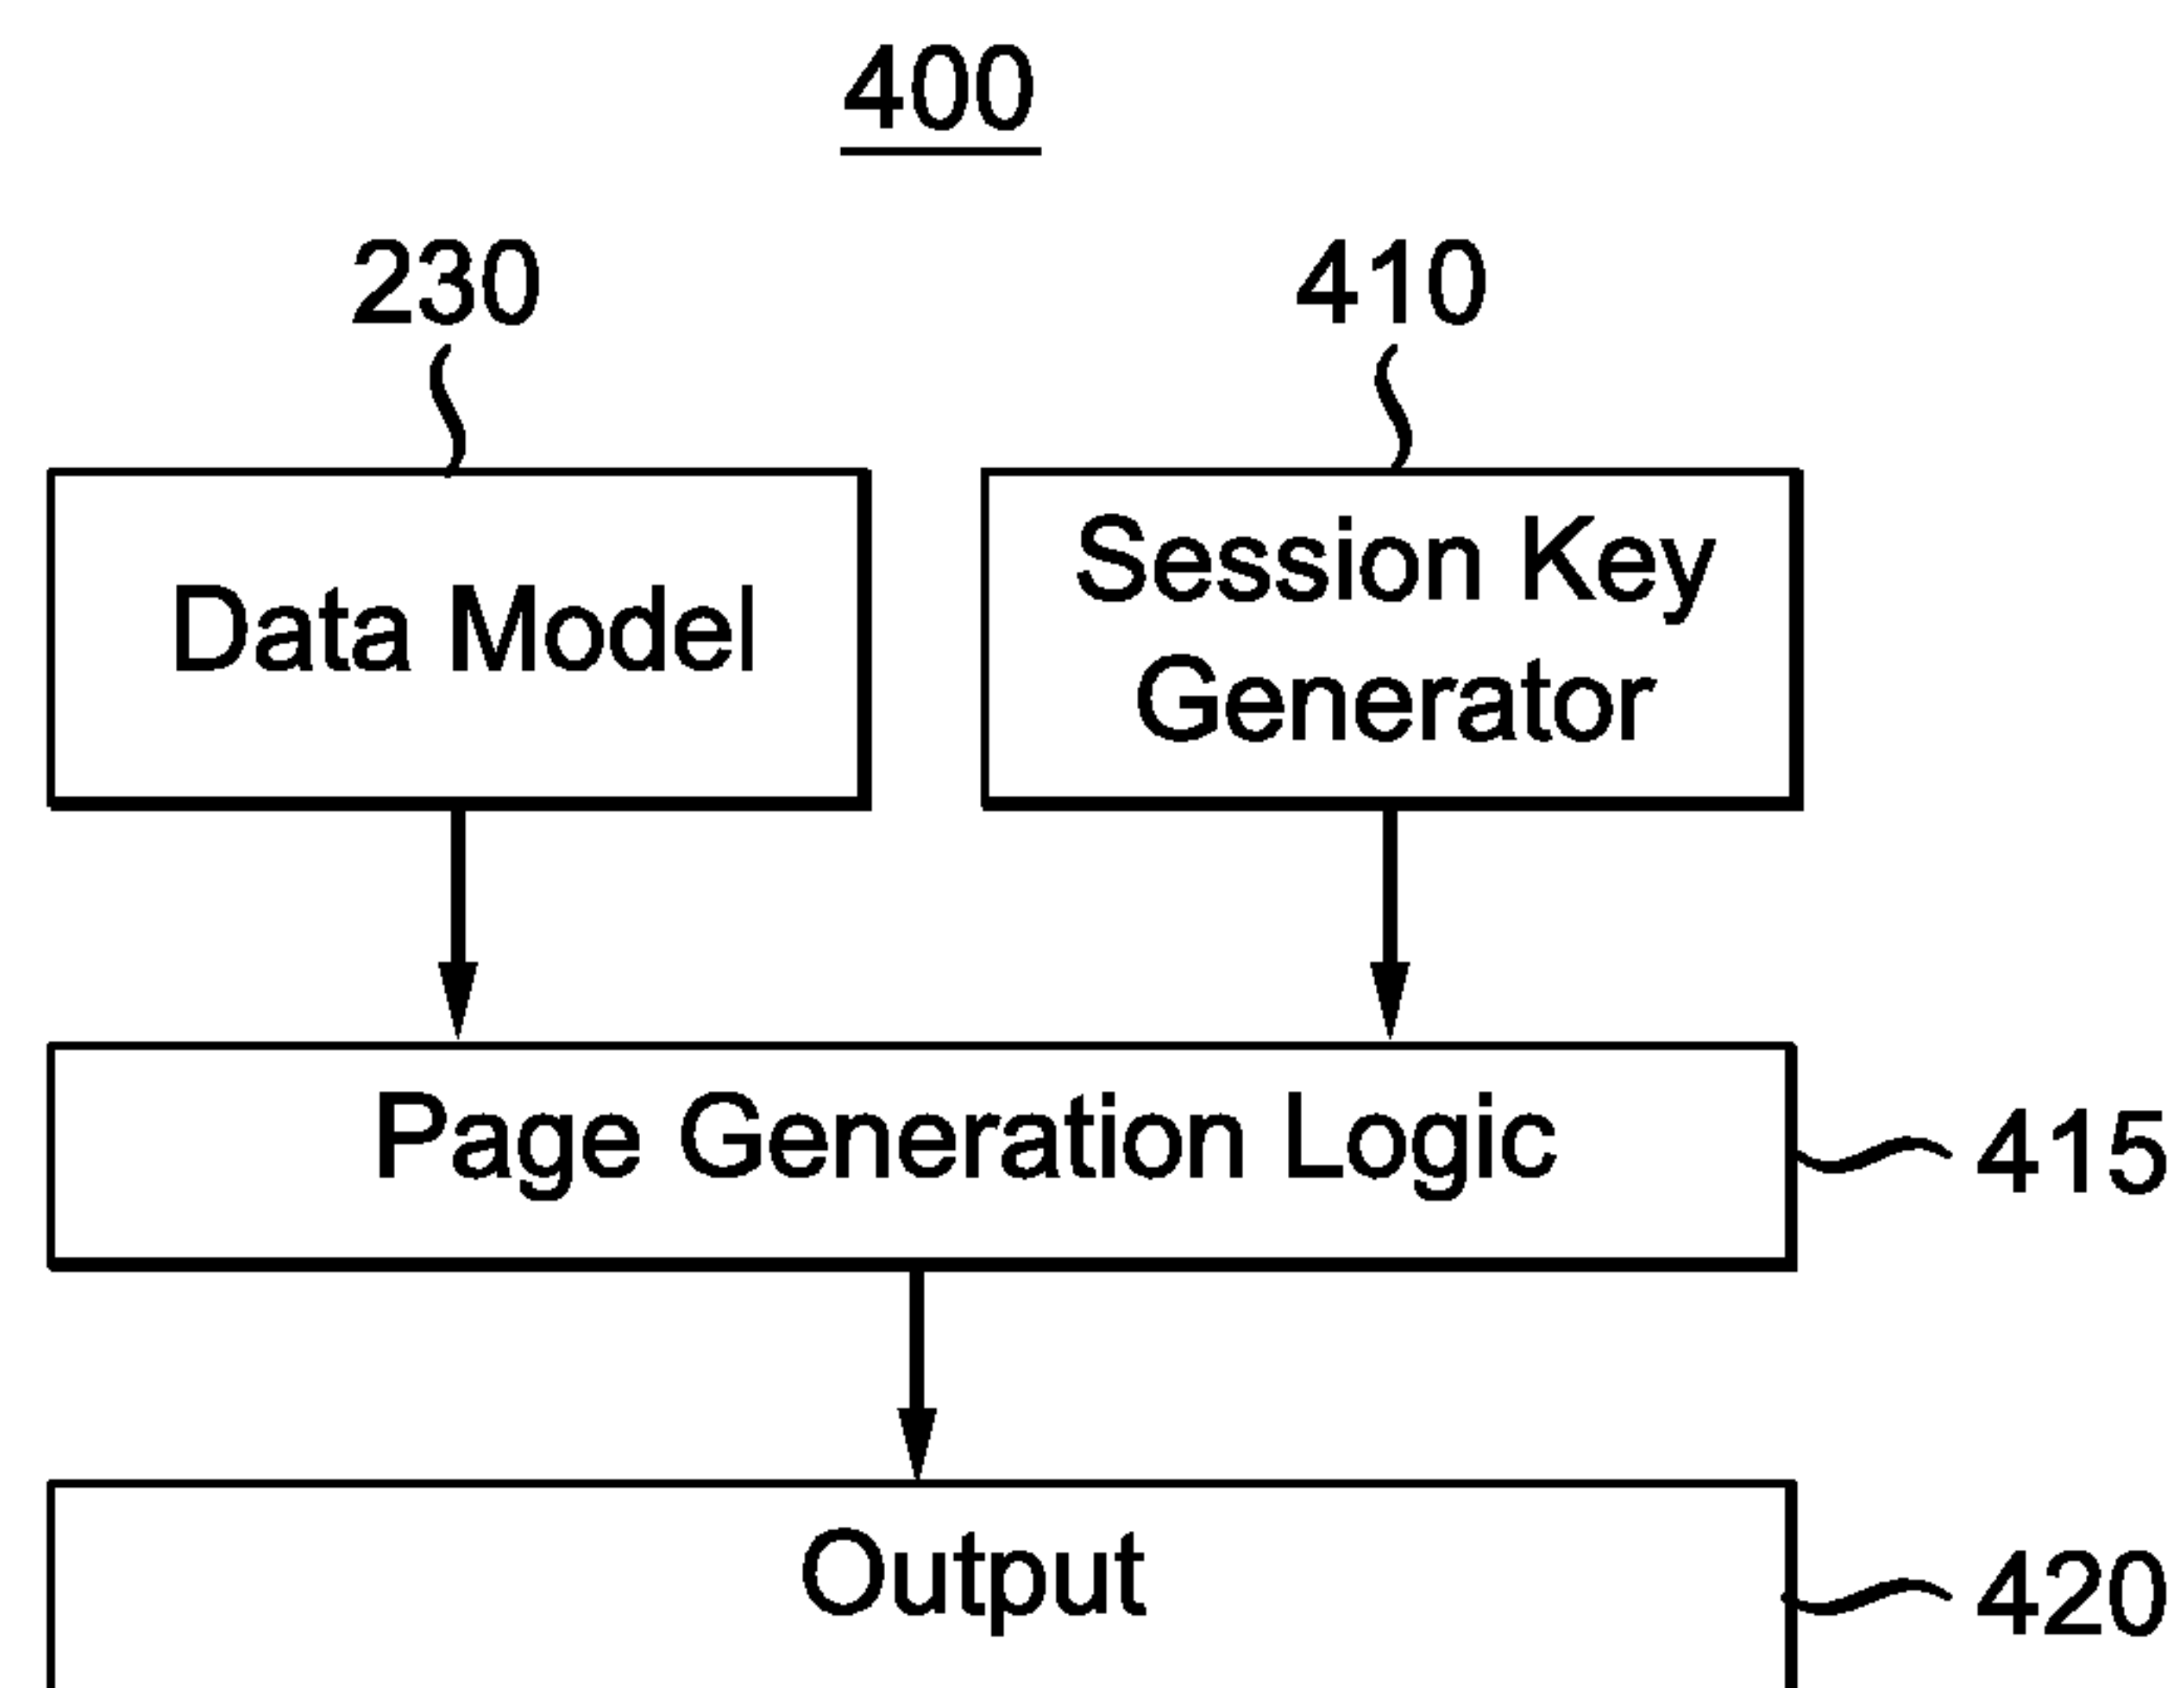 400
230
410
Data Model
Session Key
Generator
Page Generation Logic
415
Output
420